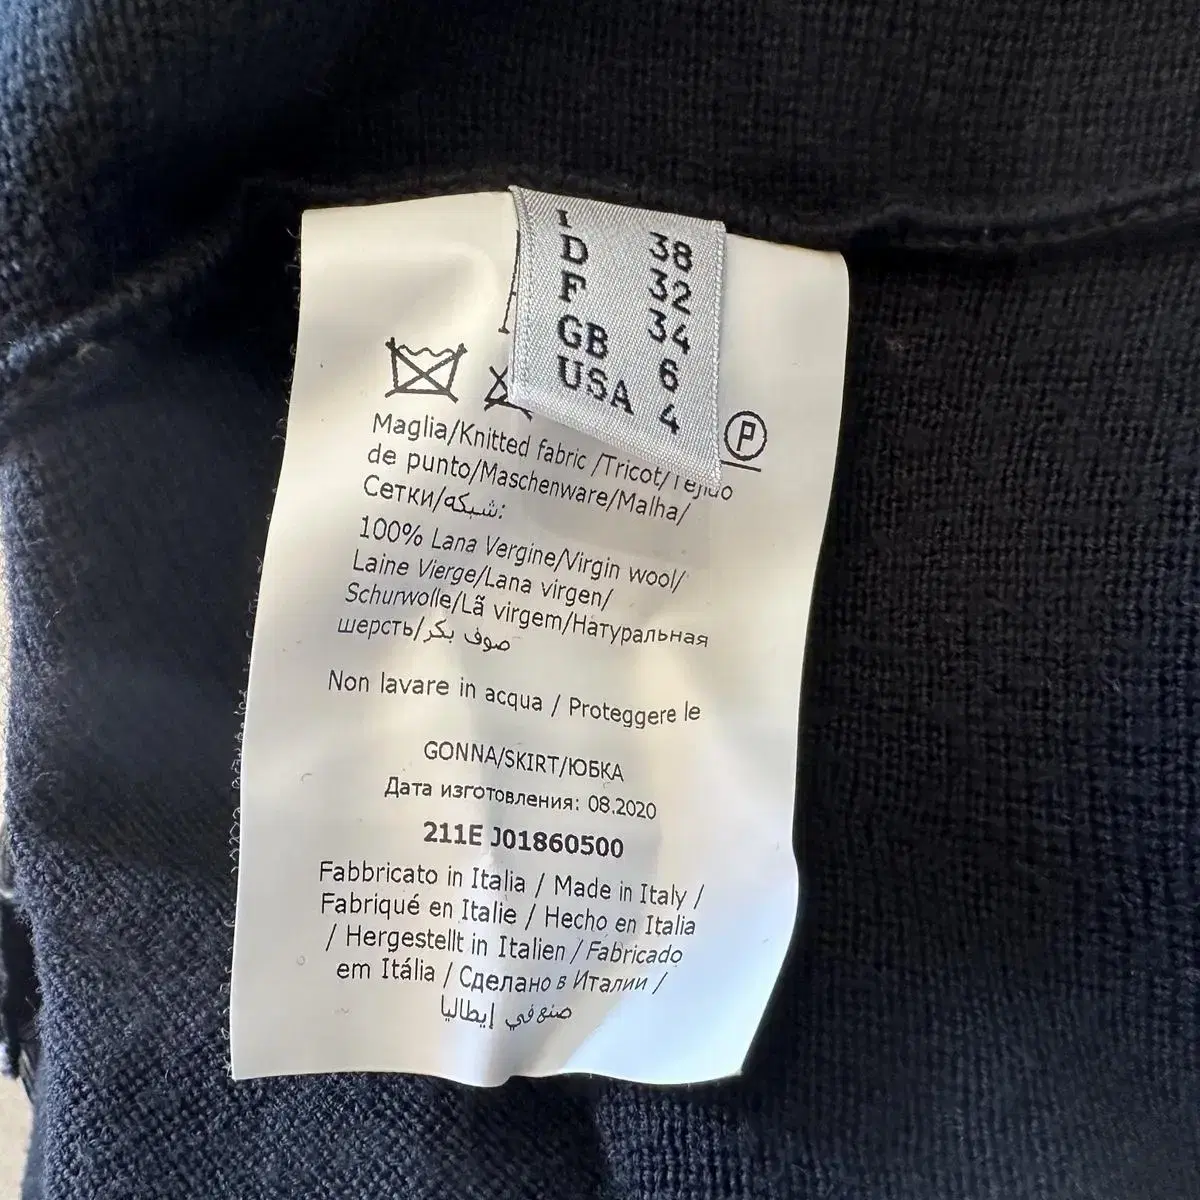 I 38
D 32
F 34
GB 6
USA 4
P
Maglia/Knitted fabric /Tricot/Tejido
de punto/Maschenware/Malha/
Сетки/شبكه:
100% Lana Vergine/Virgin wool/
Laine Vierge/Lana virgen/
Schurwolle/Lã virgem/Натуральная
шерсть/صوف بكر
Non lavare in acqua / Proteggere le
GONNA/SKIRT/ЮБКА
Дата изготовления: 08.2020
211E J01860500
Fabbricato in Italia / Made in Italy /
Fabriqué en Italie / Hecho en Italia
/ Hergestellt in Italien / Fabricado
em Itália / Сделано в Италии /
صنع في إيطاليا